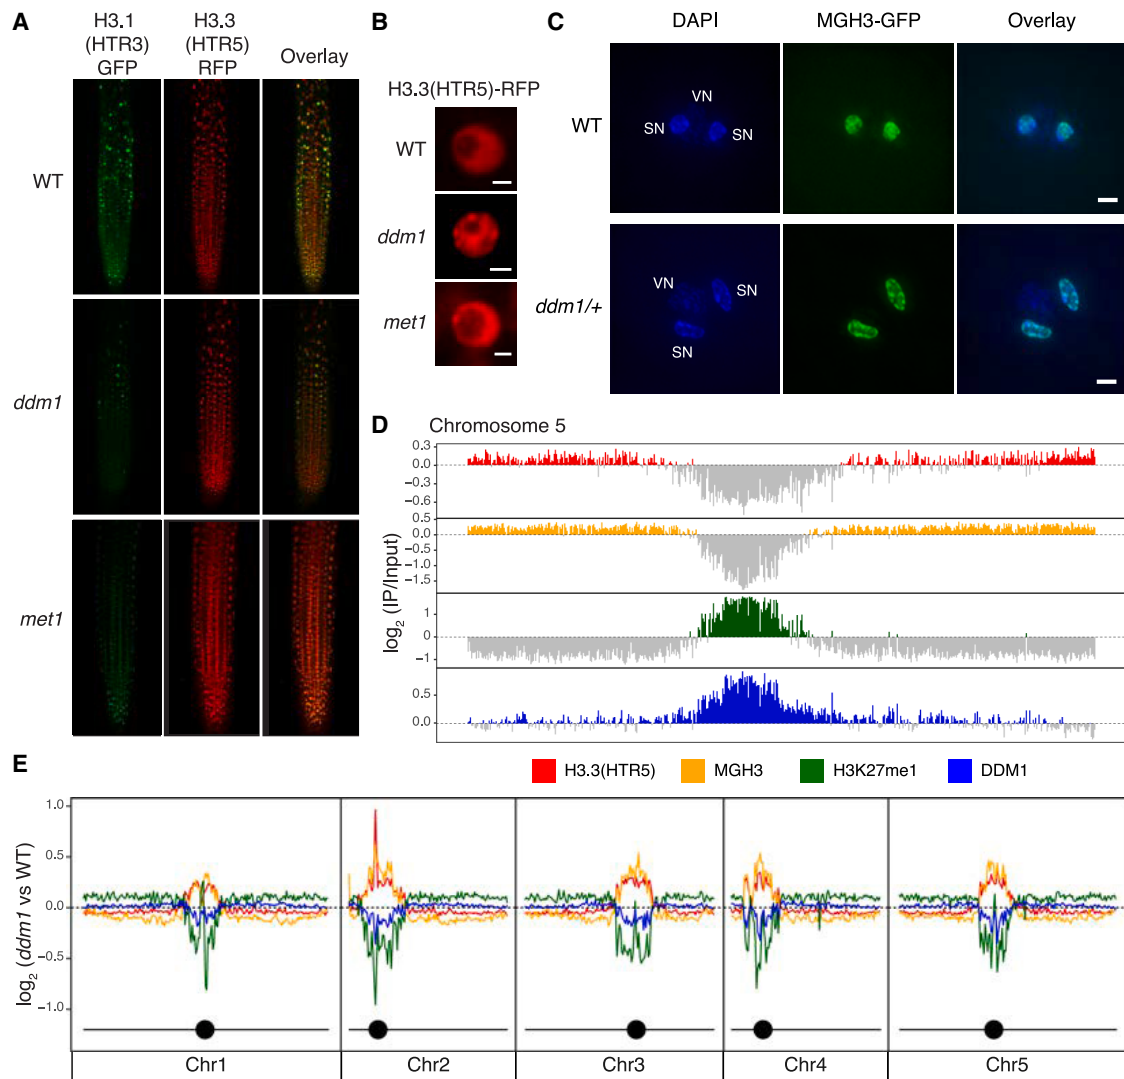 A
H3.1
(HTR3)
GFP
H3.3
(HTR5)
RFP
Overlay
WT
ddm1
met1
B
H3.3(HTR5)-RFP
WT
ddm1
met1
C
DAPI
MGH3-GFP
Overlay
WT
VN
SN
SN
ddm1/+
VN
SN
SN
D
Chromosome 5
log2 (IP/Input)
0.3
0.0
−0.3
−0.6
0.5
0.0
−0.5
−1.0
−1.5
1
0
−1
0.5
0.0
E
H3.3(HTR5)
MGH3
H3K27me1
DDM1
log2 (ddm1 vs WT)
1.0
0.5
0.0
−0.5
−1.0
Chr1
Chr2
Chr3
Chr4
Chr5